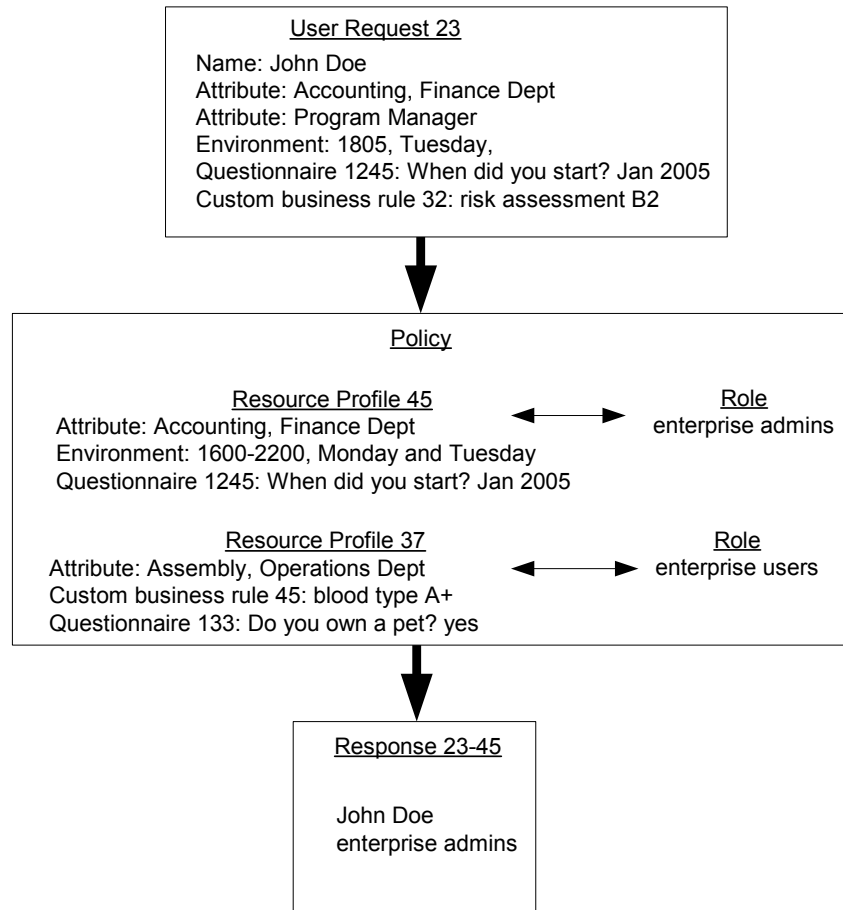 User Request 23
Name: John Doe
Attribute: Accounting, Finance Dept
Attribute: Program Manager
Environment: 1805, Tuesday,
Questionnaire 1245: When did you start? Jan 2005
Custom business rule 32: risk assessment B2
Policy
Resource Profile 45
Attribute: Accounting, Finance Dept
Environment: 1600-2200, Monday and Tuesday
Questionnaire 1245: When did you start? Jan 2005
Role
enterprise admins
Resource Profile 37
Attribute: Assembly, Operations Dept
Custom business rule 45: blood type A+
Questionnaire 133: Do you own a pet? yes
Role
enterprise users
Response 23-45
John Doe
enterprise admins